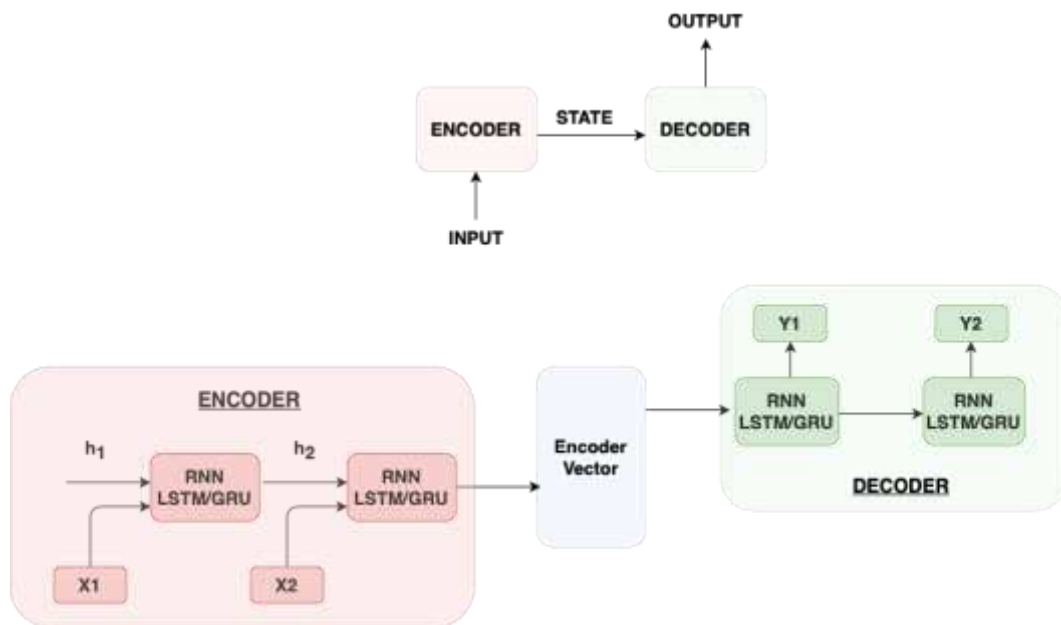 OUTPUT
ENCODER
STATE
DECODER
INPUT
ENCODER
h1
RNN
LSTM/GRU
h2
RNN
LSTM/GRU
X1
X2
Encoder
Vector
Y1
Y2
RNN
LSTM/GRU
RNN
LSTM/GRU
DECODER